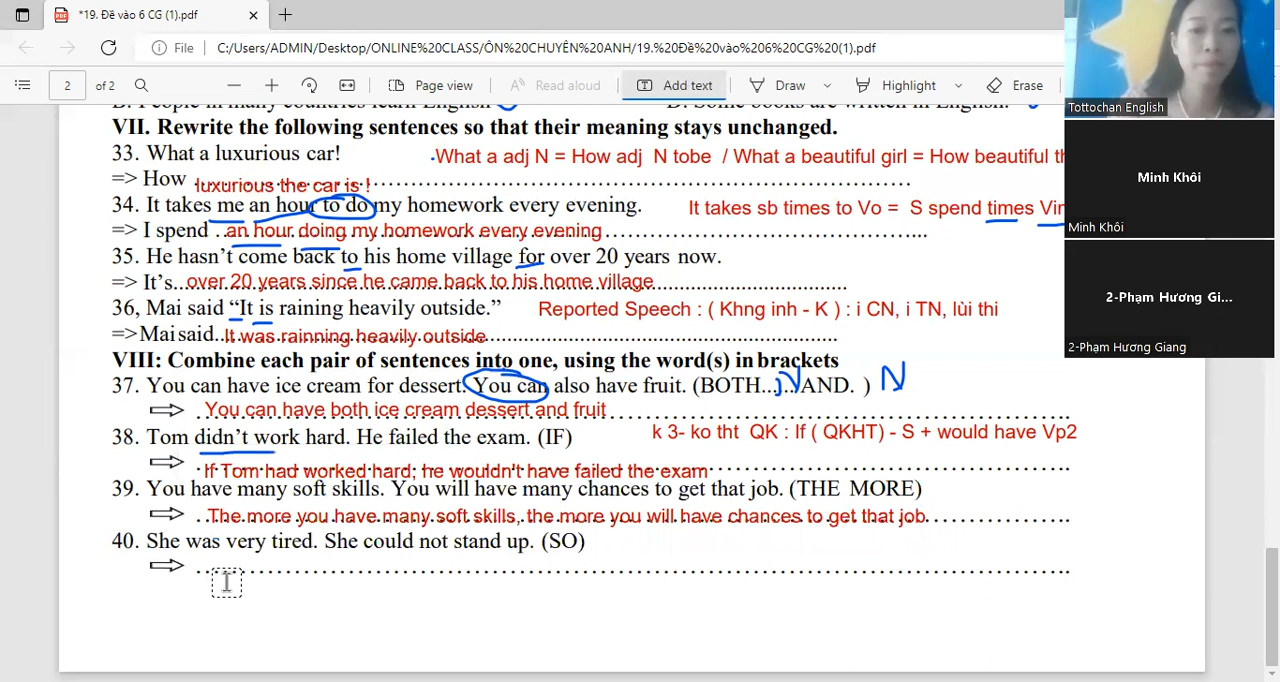 *19. Đề vào 6 CG (1).pdf
File C:/Users/ADMIN/Desktop/ONLINE%20CLASS/ÔN%20CHUYÊN%20ANH/19.%20Đề%20vào%206%20CG%20(1).pdf
2 of 2 Page view Read aloud Add text Draw Highlight Erase
B. People in many countries learn English D. Some books are written in English.
VII. Rewrite the following sentences so that their meaning stays unchanged.
33. What a luxurious car! What a adj N = How adj N tobe / What a beautiful girl = How beautiful
=> How luxurious the car is !
34. It takes me an hour to do my homework every evening. It takes sb times to Vo = S spend times
=> I spend ..an hour doing my homework every evening
35. He hasn't come back to his home village for over 20 years now.
=> It's...over 20 years since he came back to his home village
36, Mai said “It is raining heavily outside.” Reported Speech : ( Khng inh - K ) : i CN, i TN, lùi thi
=>Mai said...It was rainning heavily outside
VIII: Combine each pair of sentences into one, using the word(s) in brackets
37. You can have ice cream for dessert. You can also have fruit. (BOTH......AND. ) N
You can have both ice cream dessert and fruit
38. Tom didn't work hard. He failed the exam. (IF) k 3- ko tht QK : If ( QKHT) - S + would have Vp2
If Tom had worked hard; he wouldn't have failed the exam
39. You have many soft skills. You will have many chances to get that job. (THE MORE)
The more you have many soft skills, the more you will have chances to get that job
40. She was very tired. She could not stand up. (SO)
Tottochan English
Minh Khôi
Minh Khôi
2-Phạm Hương Gi...
2-Phạm Hương Giang